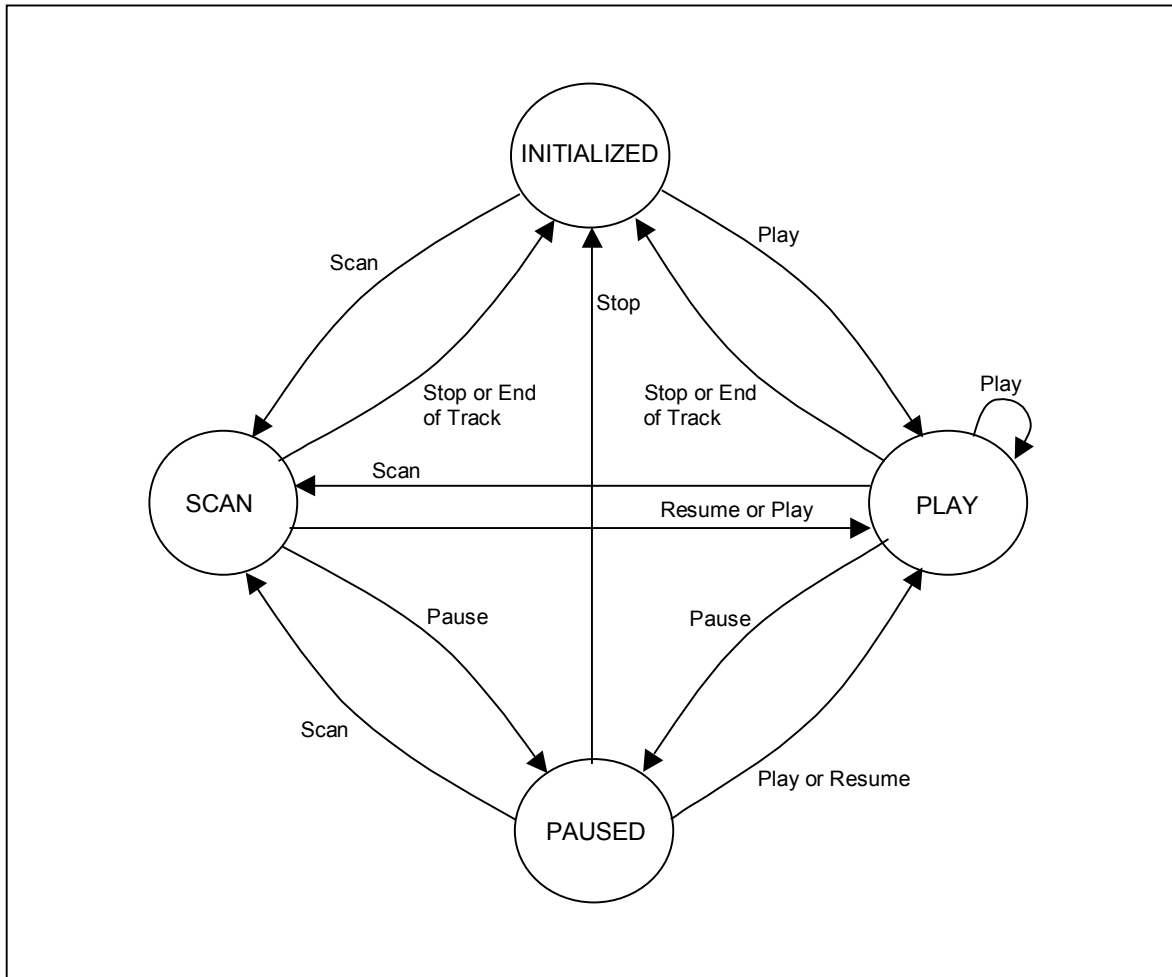 INITIALIZED
Play
Scan
Stop
Play
Stop or End
of Track
Stop or End
of Track
Scan
SCAN
PLAY
Resume or Play
Pause
Pause
Scan
Play or Resume
PAUSED